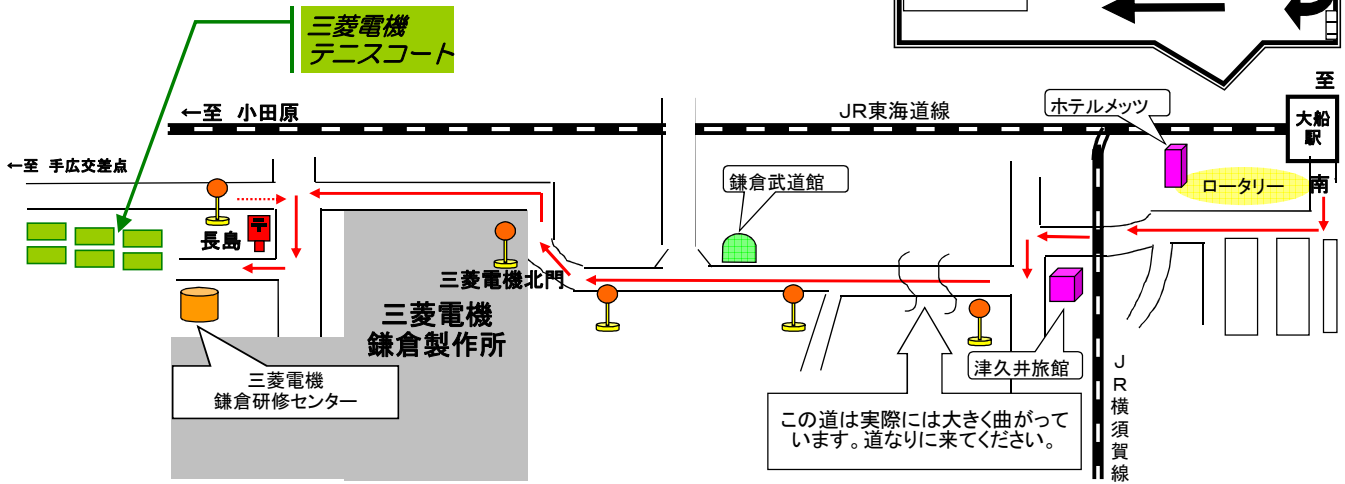 三菱電機
テニスコート
至
←至 小田原
JR東海道線
ホテルメッツ
大船
駅
←至 手広交差点
鎌倉武道館
ロータリー
南
〒
長島
三菱電機北門
三菱電機
鎌倉製作所
津久井旅館
三菱電機
鎌倉研修センター
この道は実際には大きく曲がって
います。道なりに来てください。
JR横須賀線